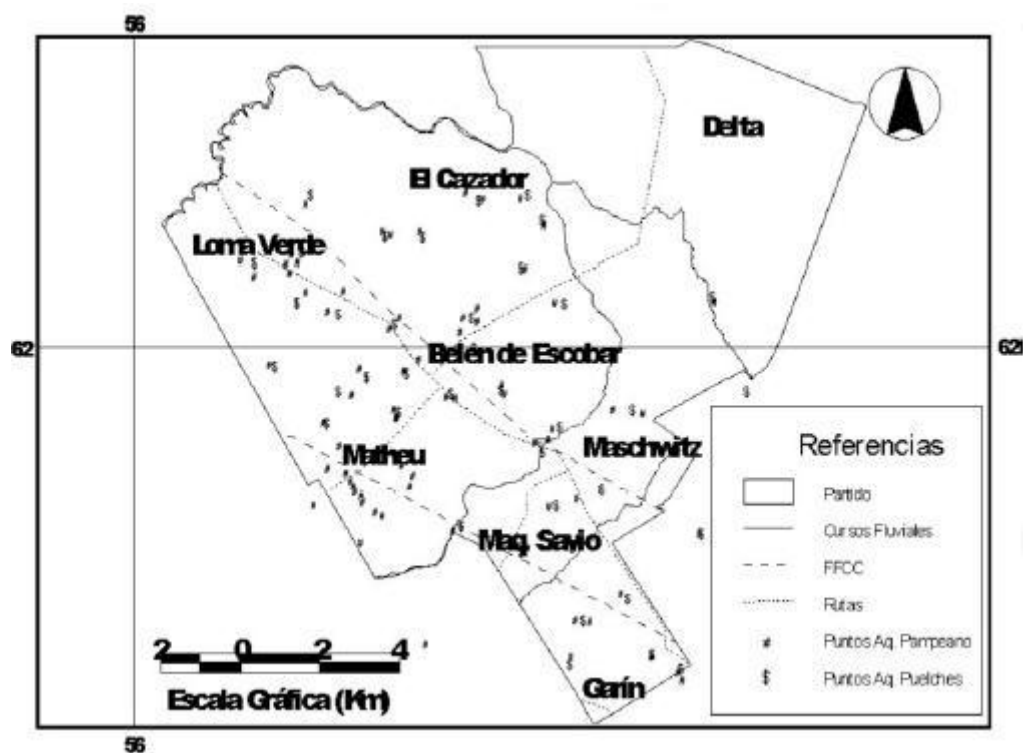 56
Delta
El Cazador
Loma Verde
62
62
Belén de Escobar
Matheu
Maschwitz
Maq. Savio
Garín
Referencias
Partido
Cursos Fluviales
FFCC
Rutas
Puntos Aq. Pampeano
Puntos Aq. Puelches
2 0 2 4
Escala Gráfica (Km)
56